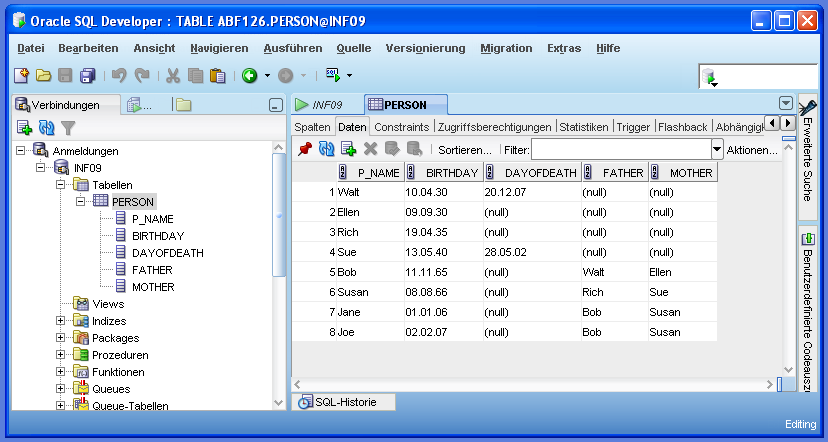 Oracle SQL Developer : TABLE ABF126.PERSON@INF09
Datei Bearbeiten Ansicht Navigieren Ausführen Quelle Versionierung Migration Extras Hilfe
Verbindungen ...
Anmeldungen
INF09
Tabellen
PERSON
P_NAME
BIRTHDAY
DAYOFDEATH
FATHER
MOTHER
Views
Indizes
Packages
Prozeduren
Funktionen
Queues
Queue-Tabellen
INF09 PERSON
Spalten Daten Constraints Zugriffsberechtigungen Statistiken Trigger Flashback Abhängigk
Sortieren... Filter: Aktionen...
P_NAME BIRTHDAY DAYOFDEATH FATHER MOTHER
1 Walt 10.04.30 20.12.07 (null) (null)
2 Ellen 09.09.30 (null) (null) (null)
3 Rich 19.04.35 (null) (null) (null)
4 Sue 13.05.40 28.05.02 (null) (null)
5 Bob 11.11.65 (null) Walt Ellen
6 Susan 08.08.66 (null) Rich Sue
7 Jane 01.01.06 (null) Bob Susan
8 Joe 02.02.07 (null) Bob Susan
SQL-Historie
Erweiterte Suche
Benutzerdefinierte Codeausz
Editing